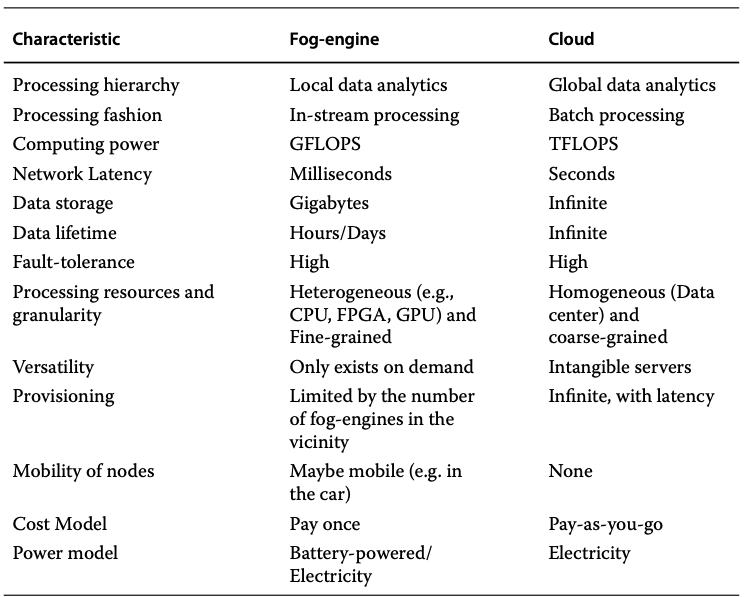 Characteristic Fog-engine Cloud
Processing hierarchy Local data analytics Global data analytics
Processing fashion In-stream processing Batch processing
Computing power GFLOPS TFLOPS
Network Latency Milliseconds Seconds
Data storage Gigabytes Infinite
Data lifetime Hours/Days Infinite
Fault-tolerance High High
Processing resources and Heterogeneous (e.g., Homogeneous (Data
granularity CPU, FPGA, GPU) and center) and
Fine-grained coarse-grained
Versatility Only exists on demand Intangible servers
Provisioning Limited by the number Infinite, with latency
of fog-engines in the
vicinity
Mobility of nodes Maybe mobile (e.g. in None
the car)
Cost Model Pay once Pay-as-you-go
Power model Battery-powered/ Electricity
Electricity